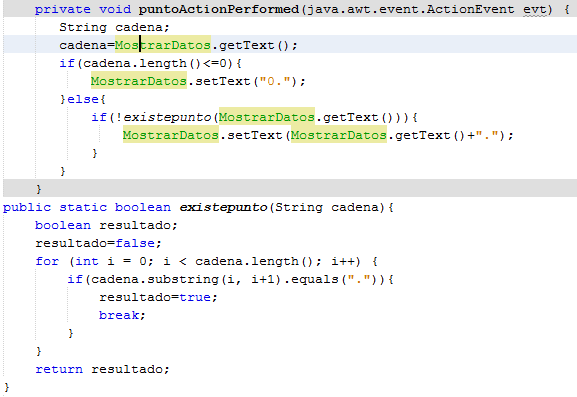 private void puntoActionPerformed(java.awt.event.ActionEvent evt) {
String cadena;
cadena=MostrarDatos.getText();
if(cadena.length()<=0){
MostrarDatos.setText("0.");
}else{
if(!existepunto(MostrarDatos.getText())){
MostrarDatos.setText(MostrarDatos.getText()+".");
}
}
}
public static boolean existepunto(String cadena){
boolean resultado;
resultado=false;
for (int i = 0; i < cadena.length(); i++) {
if(cadena.substring(i, i+1).equals(".")){
resultado=true;
break;
}
}
return resultado;
}